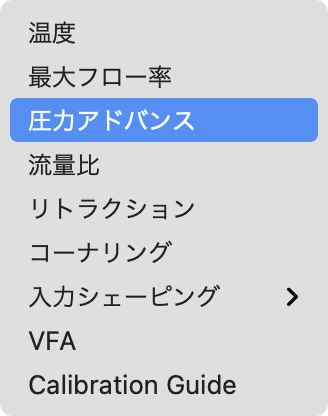 温度
最大フロー率
圧力アドバンス
流量比
リトラクション
コーナリング
入力シェーピング
VFA
Calibration Guide